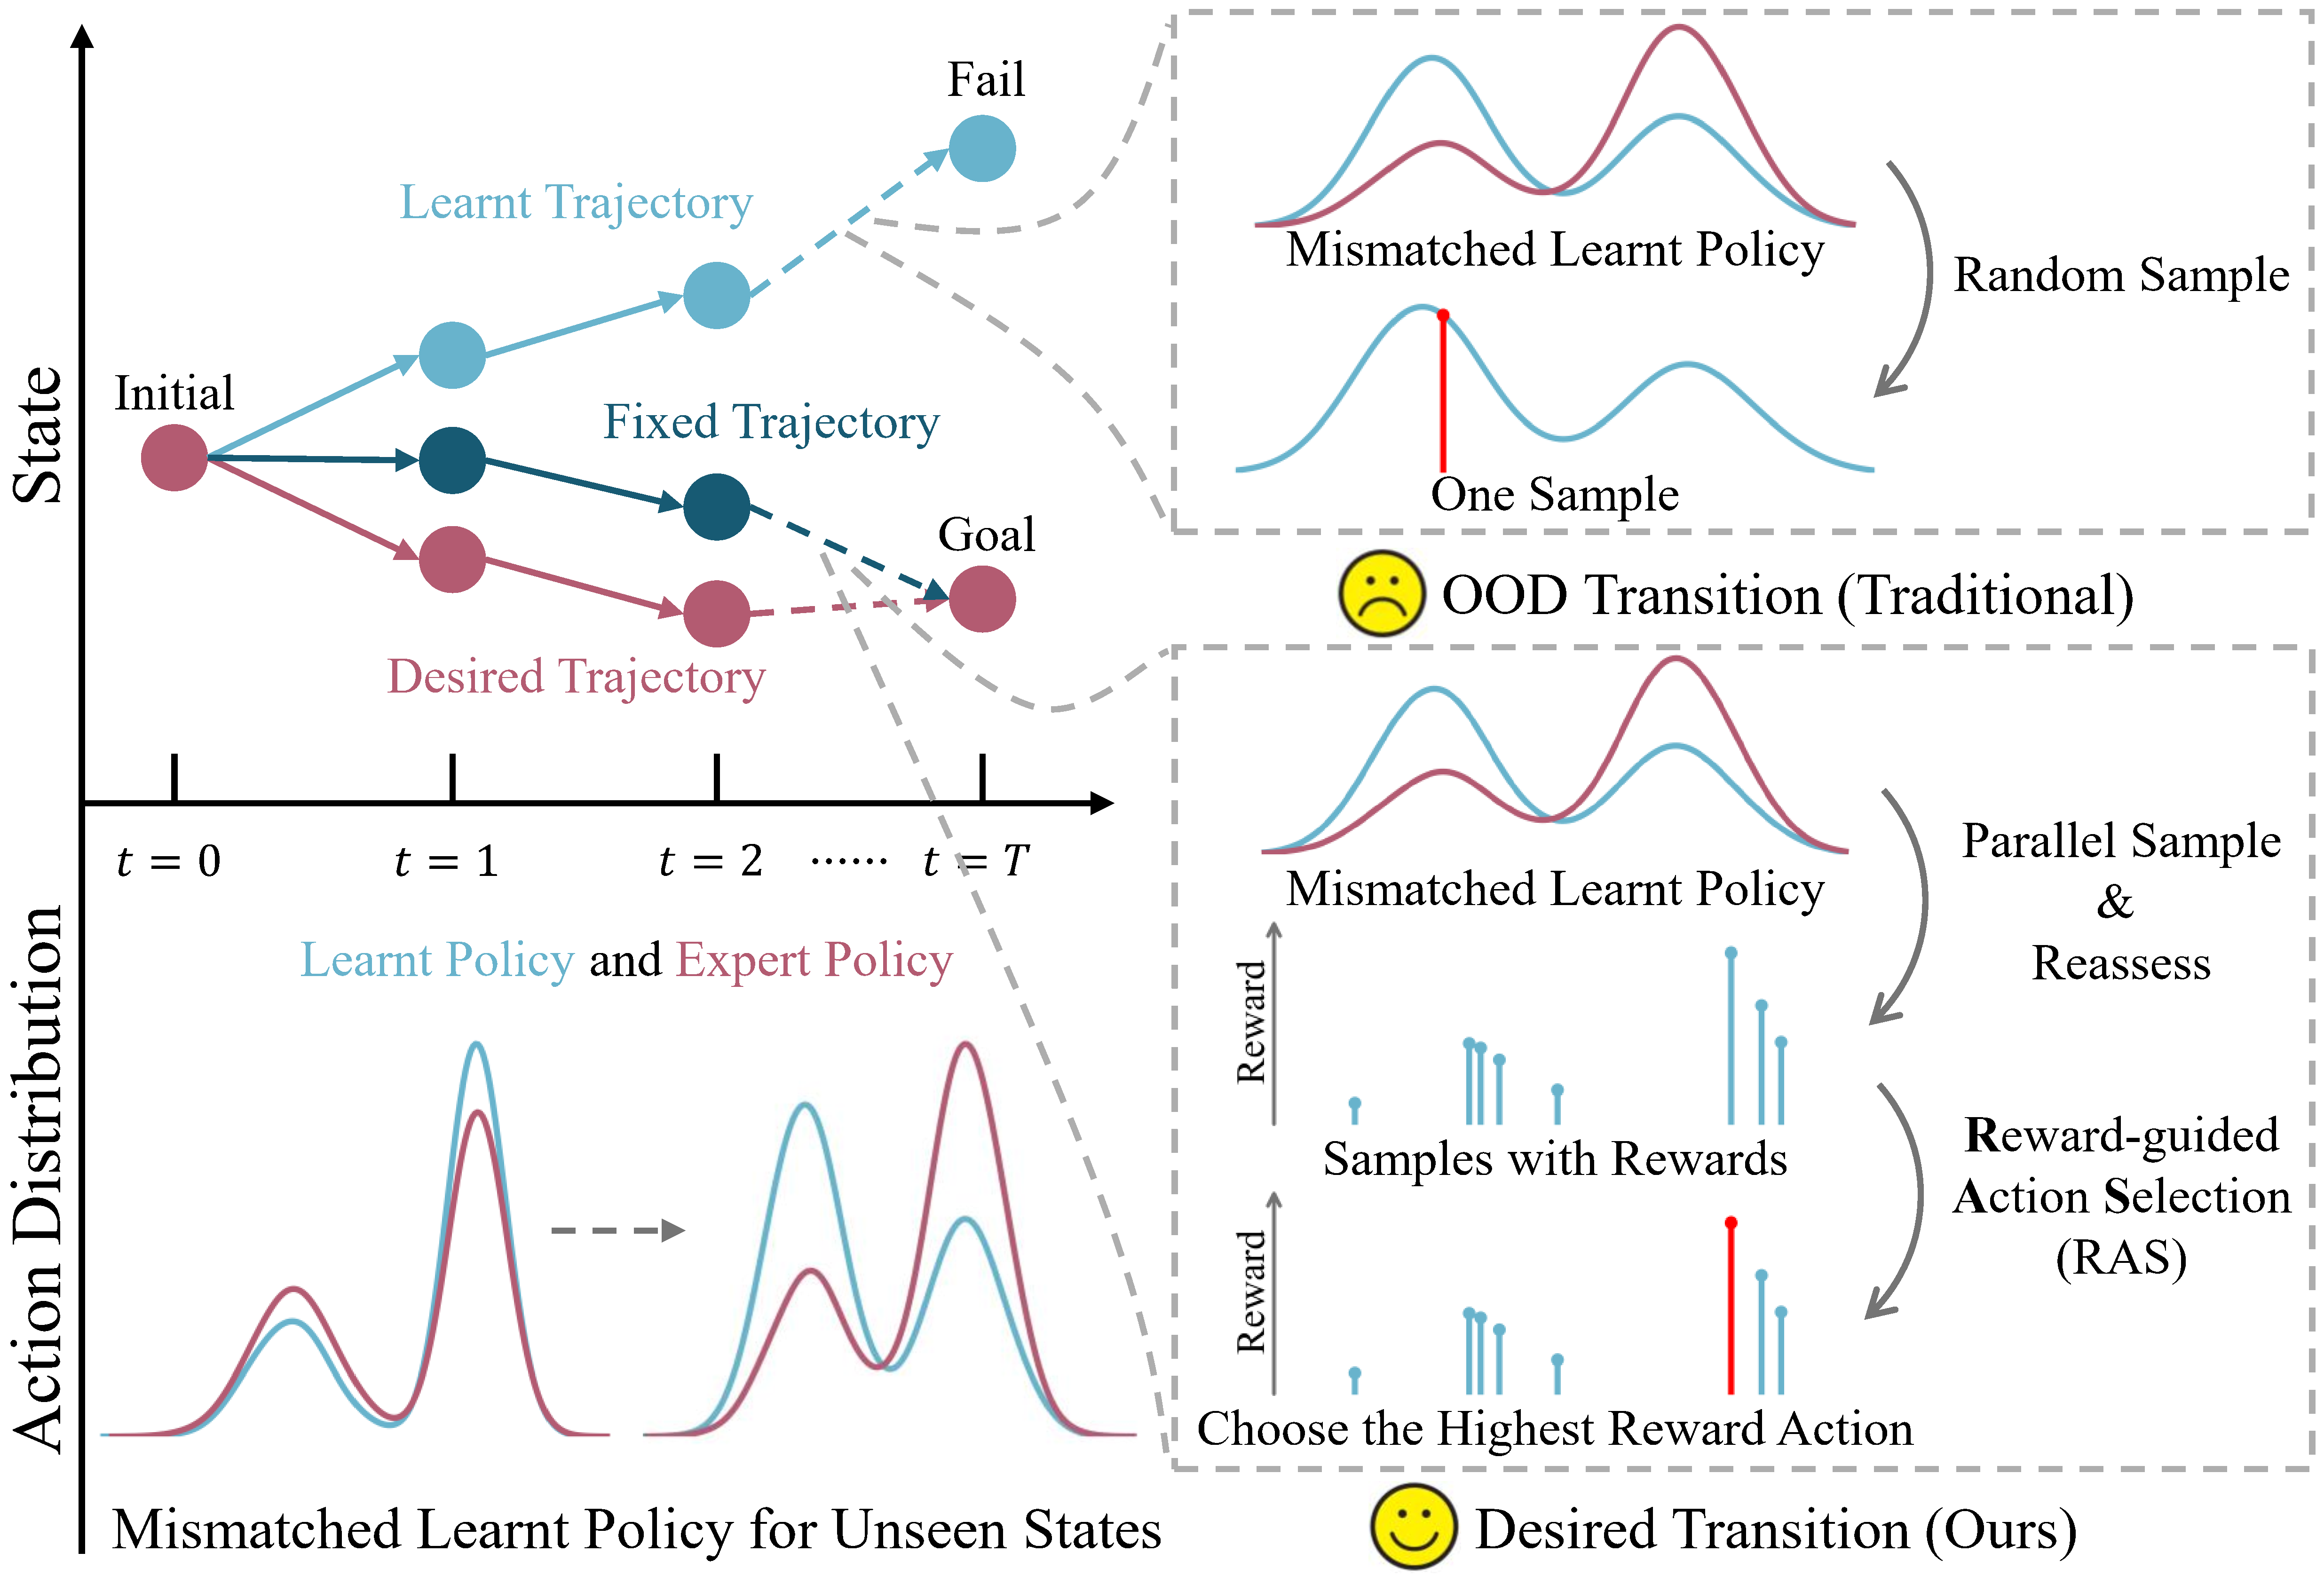 State
Initial
Learnt Trajectory
Fail
Fixed Trajectory
Goal
Desired Trajectory
t = 0
t = 1
t = 2
······
t = T
Action Distribution
Learnt Policy and Expert Policy
Mismatched Learnt Policy for Unseen States
Mismatched Learnt Policy
Random Sample
One Sample
OOD Transition (Traditional)
Mismatched Learnt Policy
Parallel Sample
&
Reassess
Reward
Samples with Rewards
Reward-guided
Action Selection
(RAS)
Reward
Choose the Highest Reward Action
Desired Transition (Ours)